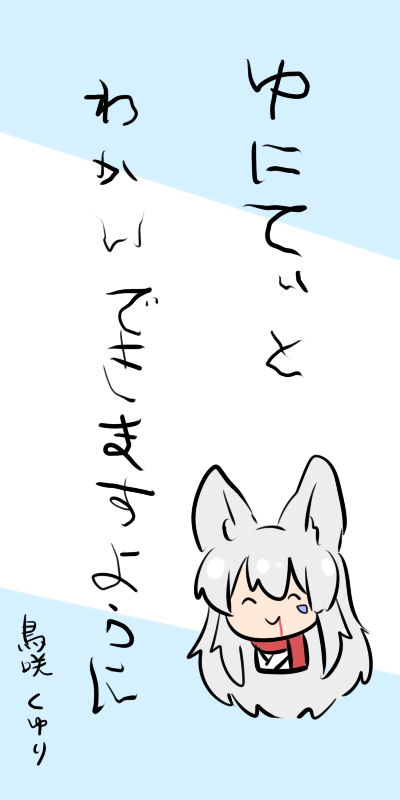 ゆにてぃと
わかいできますように
鳥咲くゆり